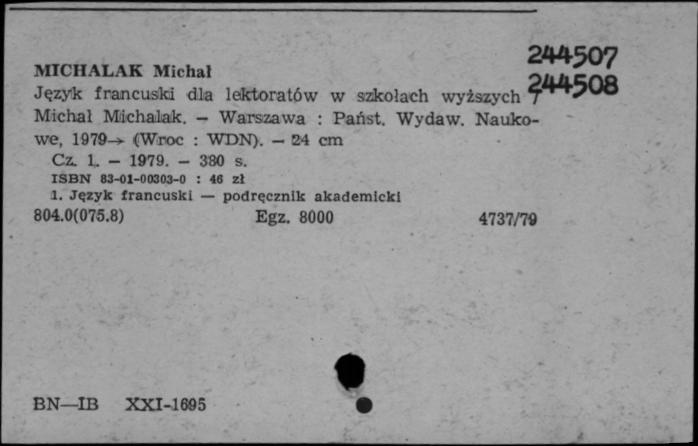 244507
MICHALAK Michał
244508
Język francuski dla lektoratów w szkołach wyższych /
Michał Michalak. — Warszawa : Państ. Wydaw. Nauko-
we, 1979→ (Wroc : WDN). — 24 cm
Cz. 1. — 1979. — 380 s.
ISBN 83-01-00303-0 : 46 zł
1. Język francuski — podręcznik akademicki
804.0(075.8) Egz. 8000 4737/79
BN—IB XXI-1695